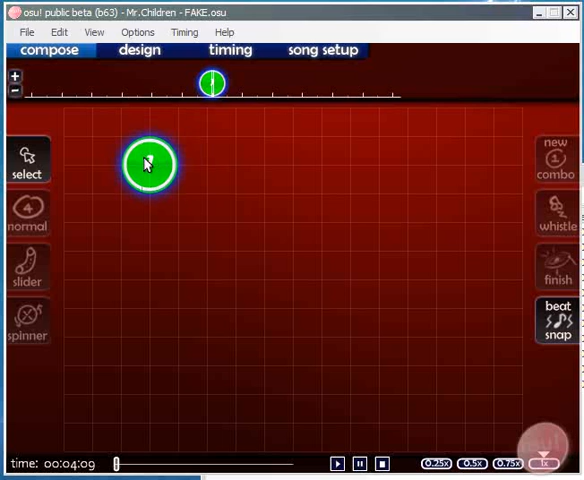 osu! public beta (b63) - Mr.Children - FAKE.osu
File Edit View Options Timing Help
compose design timing song setup
select
4
normal
slider
spinner
new
1
combo
whistle
finish
beat
snap
time: 00:04:09
0.25x 0.5x 0.75x 1x